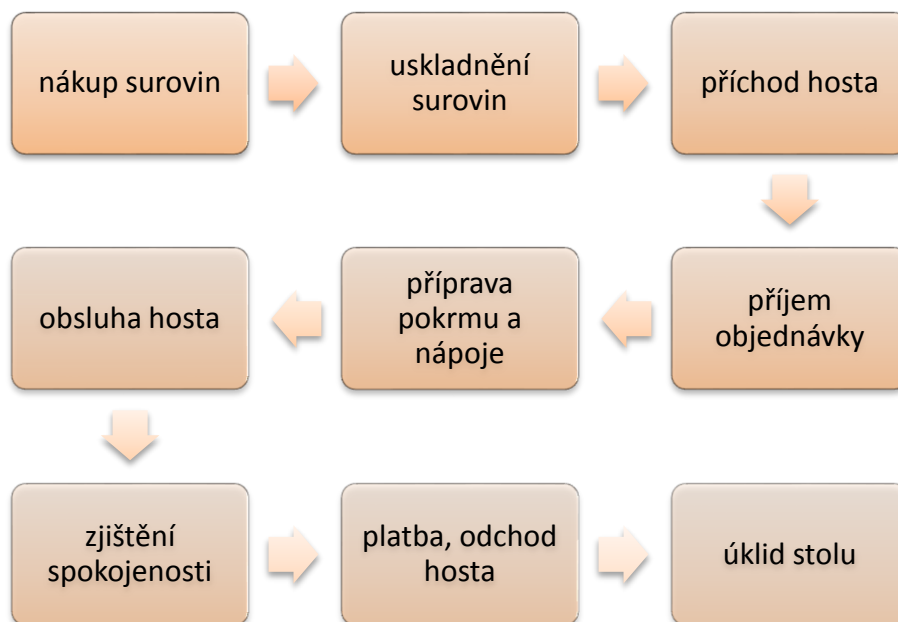 nákup surovin
uskladnění
surovin
příchod hosta
příjem
objednávky
příprava
pokrmu a
nápoje
obsluha hosta
zjištění
spokojenosti
platba, odchod
hosta
úklid stolu